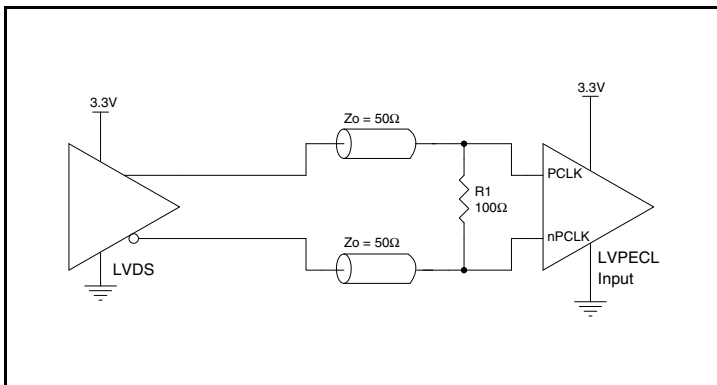 3.3V
3.3V
Zo = 50Ω
PCLK
R1
100Ω
nPCLK
Zo = 50Ω
LVDS
LVPECL
Input